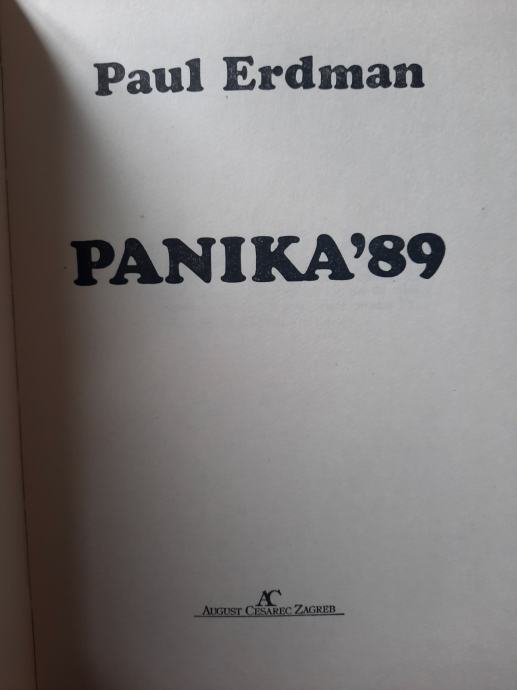 Paul Erdman
PANIKA'89
AC
AUGUST CESAREC ZAGREB